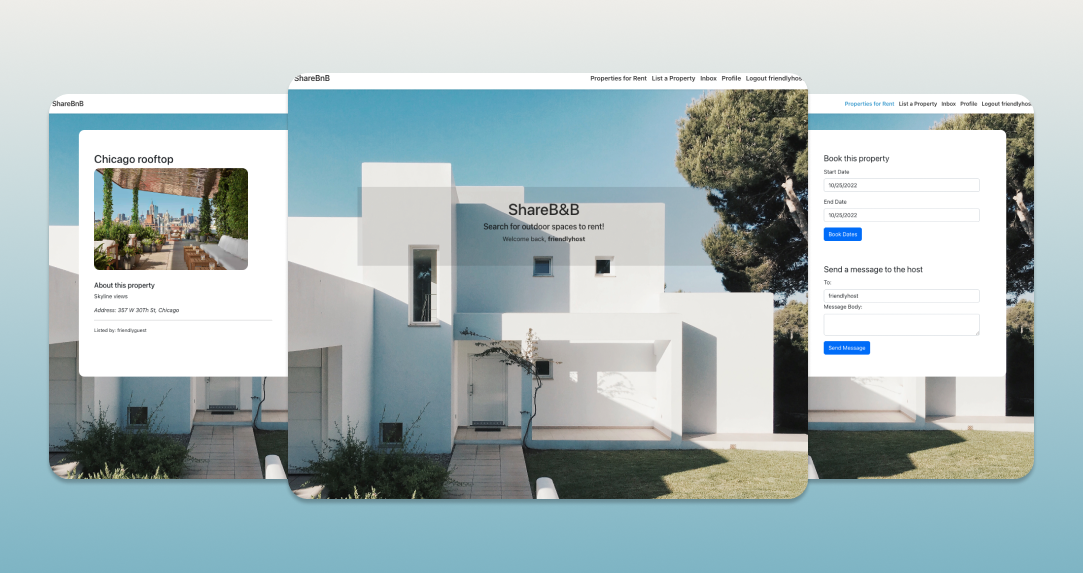 ShareBnB
Chicago rooftop
About this property
Skyline views
Address: 357 W 30Th St, Chicago
Listed by: friendlyguest
ShareBnB
Properties for Rent List a Property Inbox Profile Logout friendlyhos
ShareB&B
Search for outdoor spaces to rent!
Welcome back, friendlyhost
Properties for Rent List a Property Inbox Profile Logout friendlyhos
Book this property
Start Date
10/25/2022
End Date
10/25/2022
Book Dates
Send a message to the host
To:
friendlyhost
Message Body:
Send Message